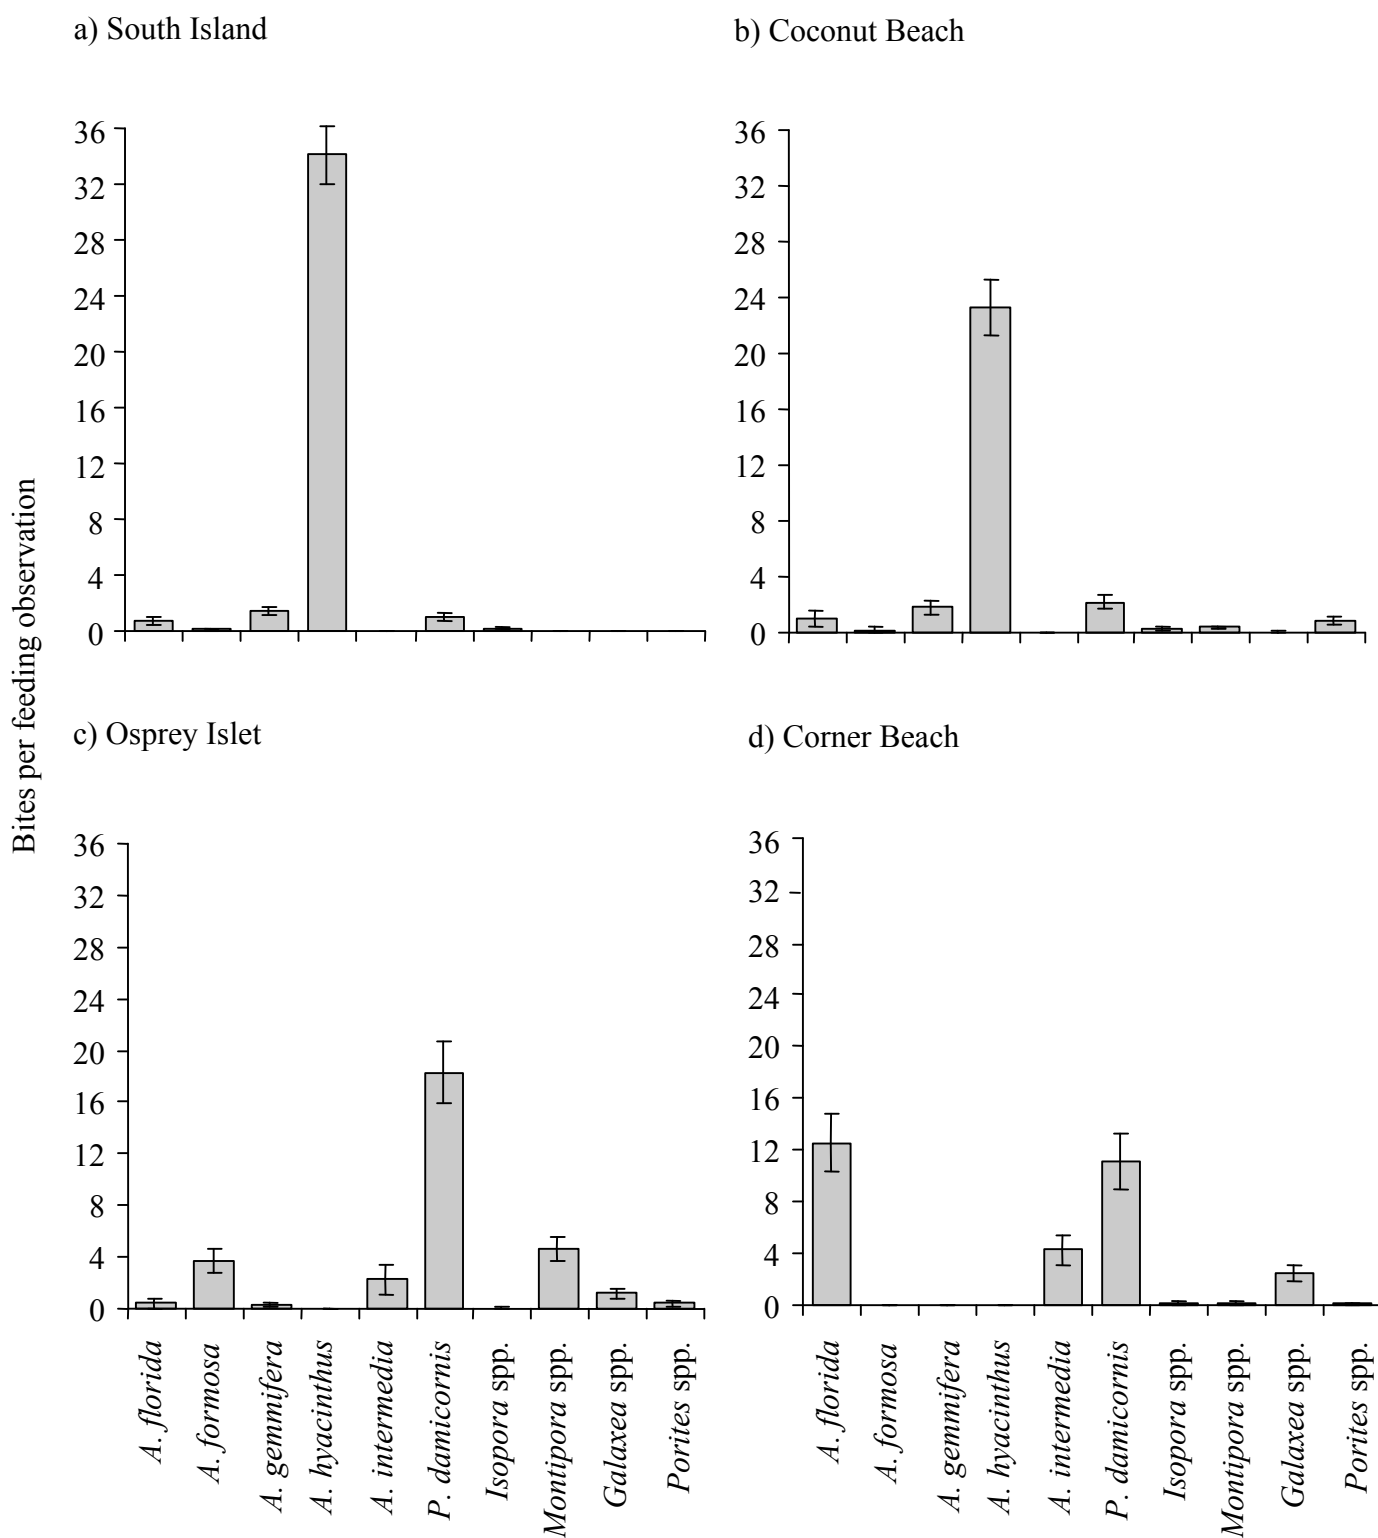 a) South Island
b) Coconut Beach
36
32
28
24
20
16
12
8
4
0
36
32
28
24
20
16
12
8
4
0
Bites per feeding observation
c) Osprey Islet
d) Corner Beach
36
32
28
24
20
16
12
8
4
0
36
32
28
24
20
16
12
8
4
0
A. florida
A. formosa
A. gemmifera
A. hyacinthus
A. intermedia
P. damicornis
Isopora spp.
Montipora spp.
Galaxea spp.
Porites spp.
A. florida
A. formosa
A. gemmifera
A. hyacinthus
A. intermedia
P. damicornis
Isopora spp.
Montipora spp.
Galaxea spp.
Porites spp.